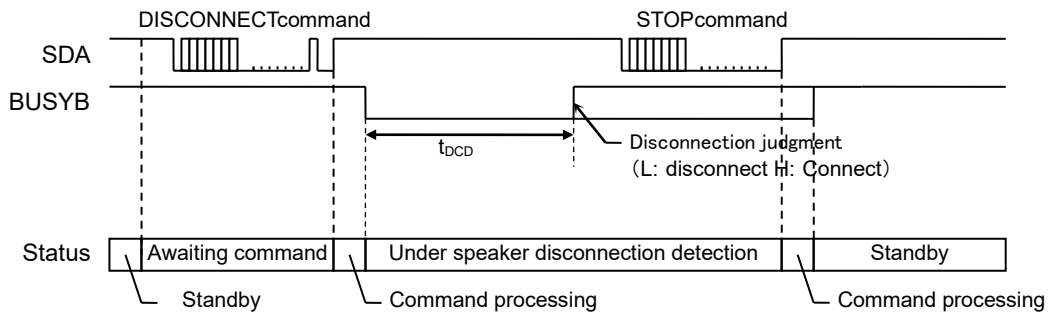 DISCONNECTcommand
STOPcommand
SDA
BUSYB
tDCD
Disconnection judgment
(L: disconnect H: Connect)
Status
Awaiting command
Under speaker disconnection detection
Standby
Standby
Command processing
Command processing